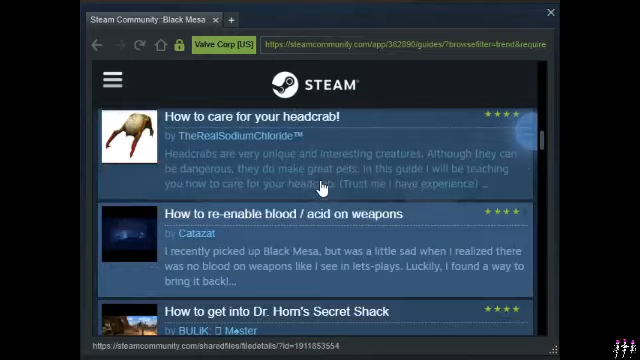 Steam Community :: Black Mesa
Valve Corp [US]
https://steamcommunity.com/app/362890/guides/?browsefilter=trend&require
STEAM
How to care for your headcrab!
by TheRealSodiumChloride™
Headcrabs are very unique and interesting creatures. Although they can
be dangerous, they do make great pets. In this guide I will be teaching
you how to care for your headcrab. (Trust me I have experience) ...
How to re-enable blood / acid on weapons
by Catazat
I recently picked up Black Mesa, but was a little sad when I realized there
was no blood on weapons like I see in lets-plays. Luckily, i found a way to
bring it back!...
How to get into Dr. Horn's Secret Shack
by BULiK:
https://steamcommunity.com/sharedfiles/filedetails/?id=1911853554